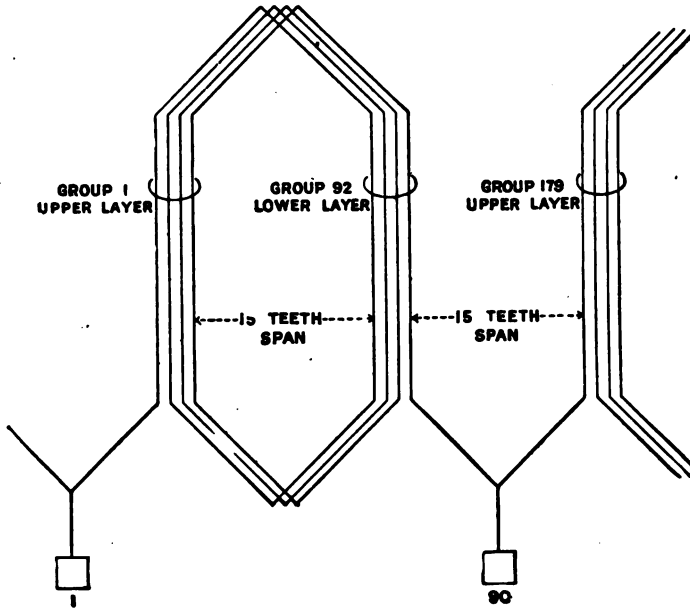 GROUP 1
UPPER LAYER
GROUP 92
LOWER LAYER
GROUP 179
UPPER LAYER
15 TEETH
SPAN
15 TEETH
SPAN
1
90